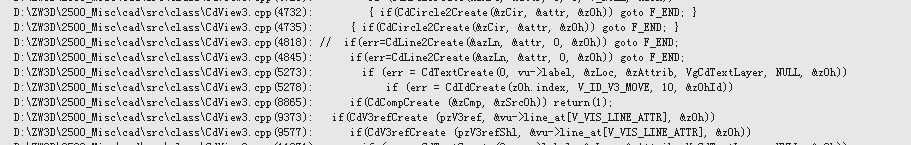 D:\ZW3D\2500_Misc\cad\src\class\CdView3.cpp(4732): { if(CdCircle2Create(&zCir, &attr, &zOh)) goto F_END; }
D:\ZW3D\2500_Misc\cad\src\class\CdView3.cpp(4735): { if(CdCircle2Create(&zCir, &attr, &zOh)) goto F_END; }
D:\ZW3D\2500_Misc\cad\src\class\CdView3.cpp(4818): // if(err=CdLine2Create(&azLn, &attr, 0, &zOh)) goto F_END;
D:\ZW3D\2500_Misc\cad\src\class\CdView3.cpp(4845): if(err=CdLine2Create(&azLn, &attr, 0, &zOh)) goto F_END;
D:\ZW3D\2500_Misc\cad\src\class\CdView3.cpp(5273): if (err = CdTextCreate(0, vu->label, &zLoc, &zAttrib, VgCdTextLayer, NULL, &zOh))
D:\ZW3D\2500_Misc\cad\src\class\CdView3.cpp(5278): if (err = CdIdCreate(zOh.index, V_ID_V3_MOVE, 10, &zOhId))
D:\ZW3D\2500_Misc\cad\src\class\CdView3.cpp(8865): if(CdCompCreate (&zCmp, &zSrcOh)) return(1);
D:\ZW3D\2500_Misc\cad\src\class\CdView3.cpp(9373): if(CdV3refCreate (pzV3ref, &vu->line_at[V_VIS_LINE_ATTR], &zOh))
D:\ZW3D\2500_Misc\cad\src\class\CdView3.cpp(9577): if(CdV3refCreate (pzV3refShl, &vu->line_at[V_VIS_LINE_ATTR], &zOh))